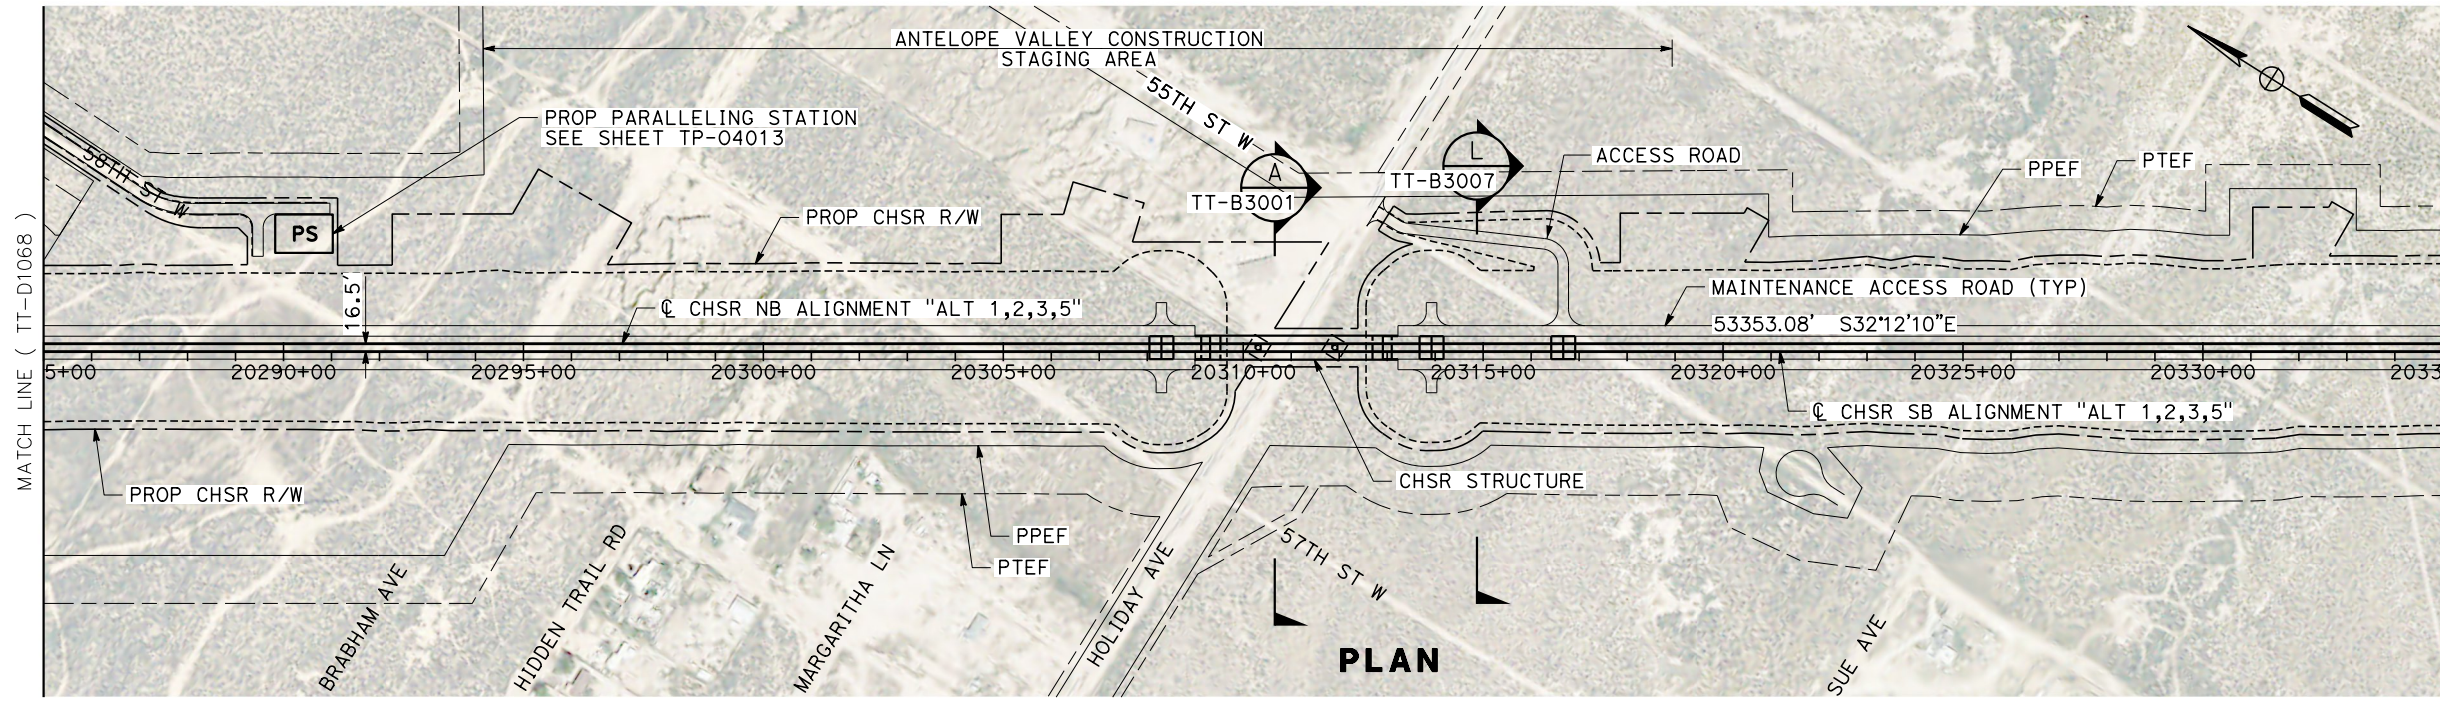 ANTELOPE VALLEY CONSTRUCTION
STAGING AREA
55TH ST W
PROP PARALLELING STATION
SEE SHEET TP-04013
58TH ST W
PS
A
TT-B3001
L
TT-B3007
ACCESS ROAD
PPEF
PTEF
PROP CHSR R/W
MATCH LINE ( TT-D1068 )
16.5'
℄ CHSR NB ALIGNMENT "ALT 1,2,3,5"
MAINTENANCE ACCESS ROAD (TYP)
53353.08' S32°12'10"E
5+00 20290+00 20295+00 20300+00 20305+00 20310+00 20315+00 20320+00 20325+00 20330+00 2033
℄ CHSR SB ALIGNMENT "ALT 1,2,3,5"
PROP CHSR R/W
CHSR STRUCTURE
PPEF
PTEF
57TH ST W
BRABHAM AVE
HIDDEN TRAIL RD
MARGARITHA LN
HOLIDAY AVE
SUE AVE
PLAN